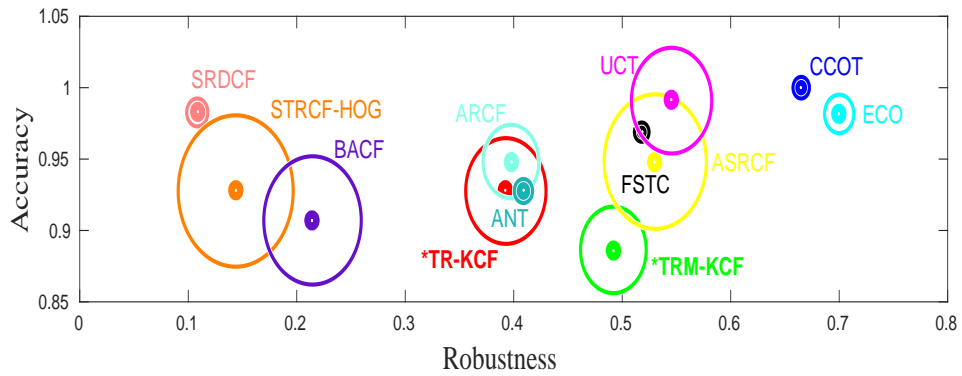 1.05
SRDCF
UCT
CCOT
1
STRCF-HOG
ARCF
ECO
Accuracy
0.95
BACF
ASRCF
FSTC
ANT
0.9
*TR-KCF
*TRM-KCF
0.85
0 0.1 0.2 0.3 0.4 0.5 0.6 0.7 0.8
Robustness